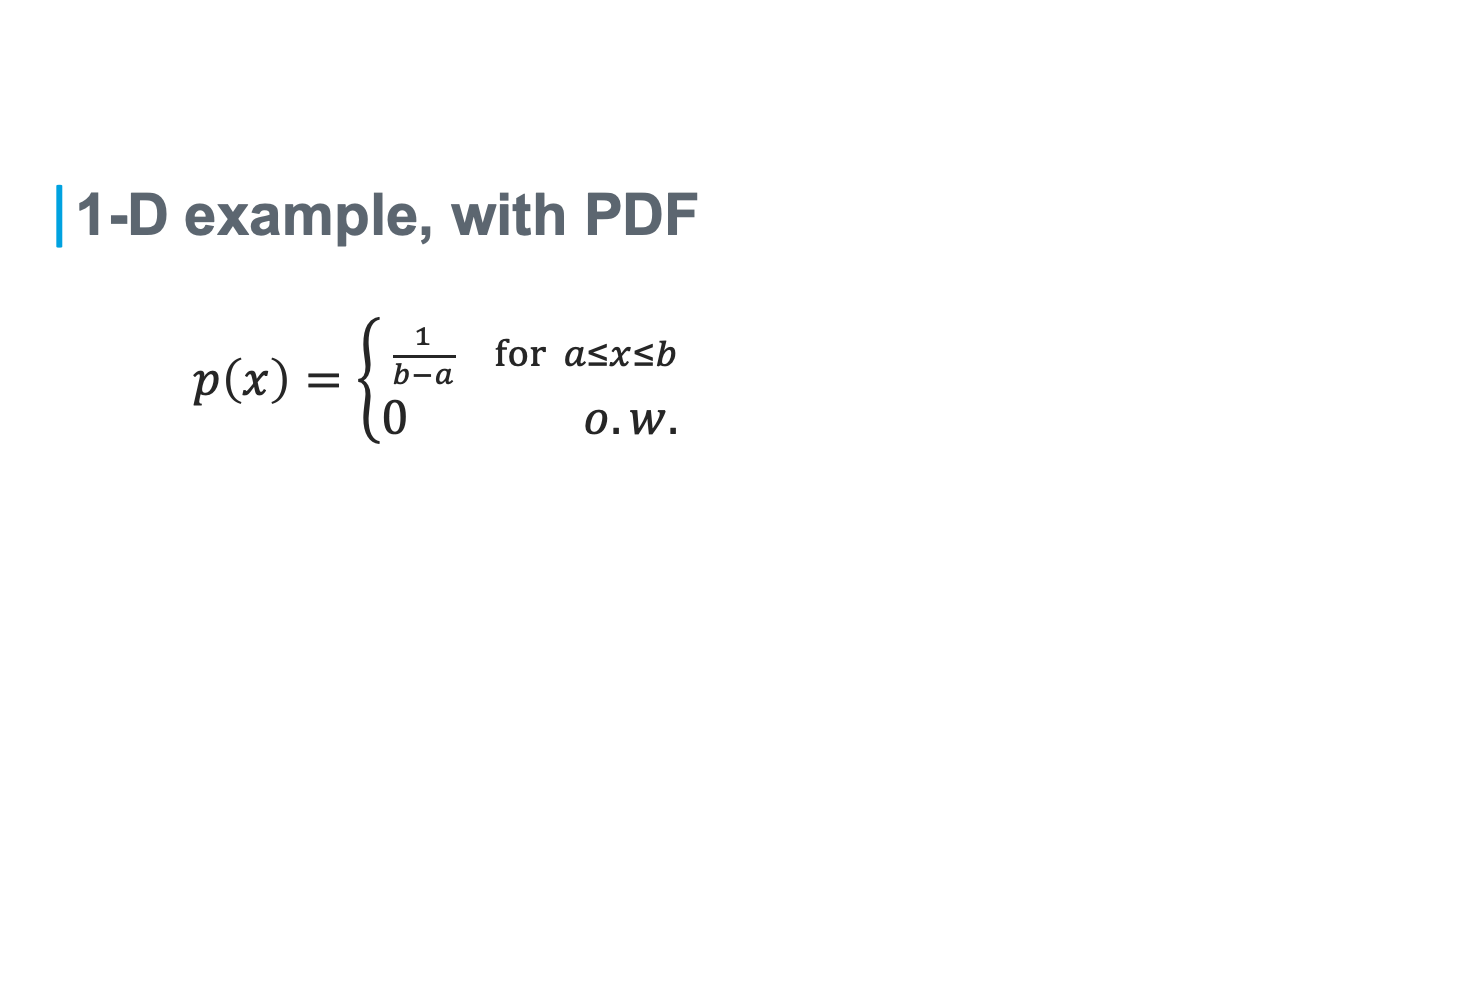 1-D example, with PDF
p(x) = { 1/(b−a) for a≤x≤b
0 o.w.